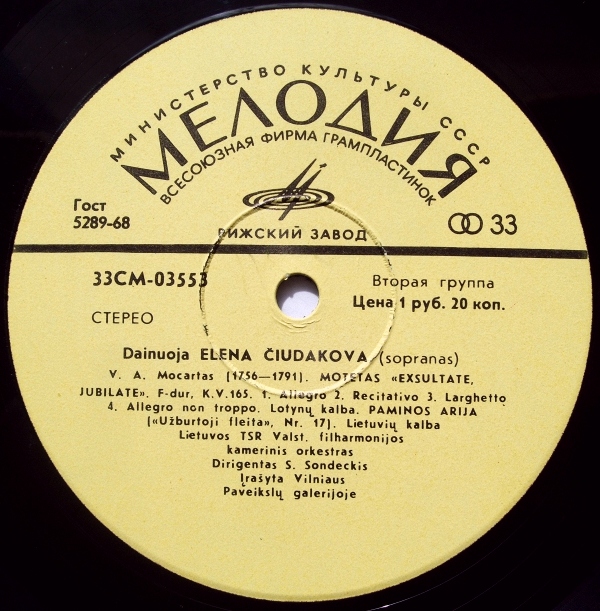 МИНИСТЕРСТВО КУЛЬТУРЫ СССР
МЕЛОДИЯ
ВСЕСОЮЗНАЯ ФИРМА ГРАМПЛАСТИНОК
Гост
5289-68
33
РИЖСКИЙ ЗАВОД
33СМ-03553
Вторая группа
Цена 1 руб. 20 коп.
СТЕРЕО
Dainuoja ELENA ČIUDAKOVA (sopranas)
V. A. Mocartas (1756—1791). MOTETAS «EXSULTATE,
JUBILATE». F-dur, K.V.165. 1. Allegro 2. Recitativo 3. Larghetto
4. Allegro non troppo. Lotynų kalba. PAMINOS ARIJA
(«Užburtoji fleita», Nr. 17). Lietuvių kalba
Lietuvos TSR Valst. filharmonijos
kamerinis orkestras
Dirigentas S. Sondeckis
Įrašyta Vilniaus
Paveikslų galerijoje